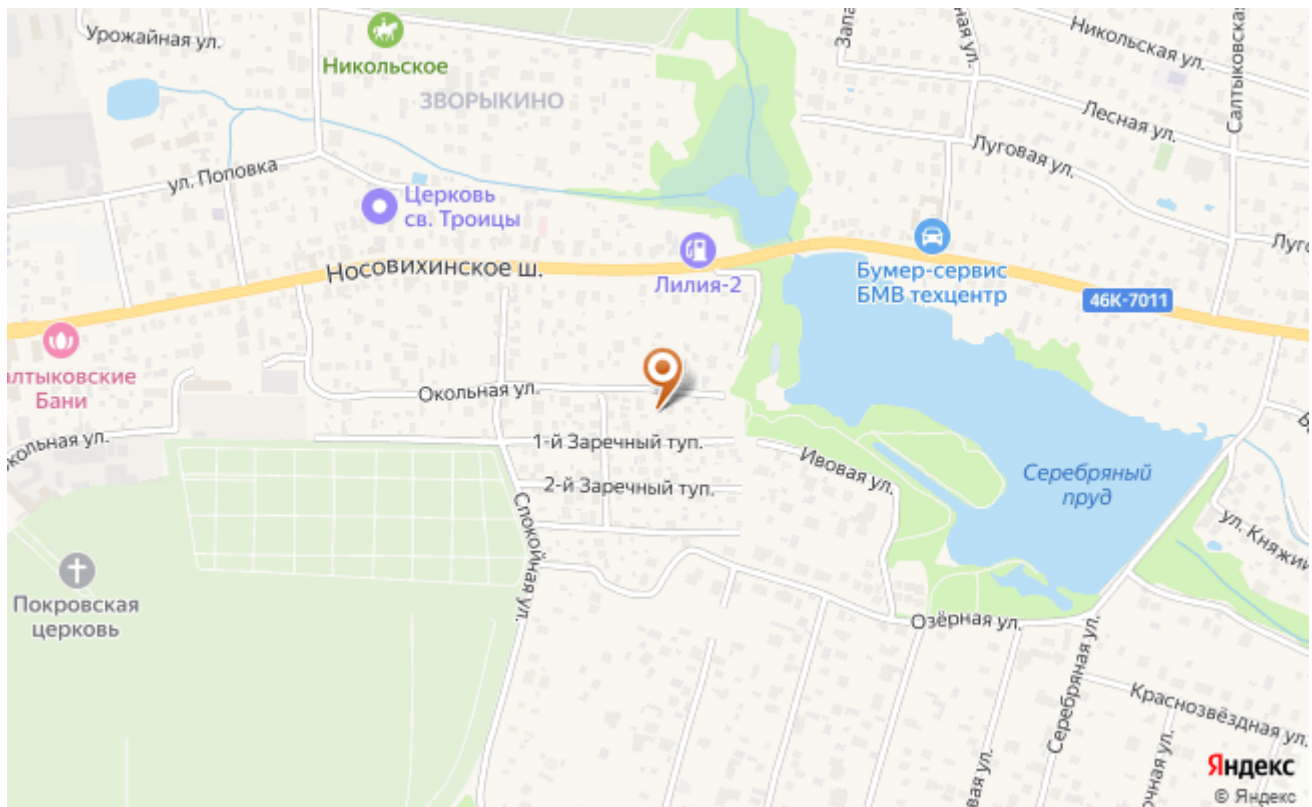 Урожайная ул.
Никольское
ЗВОРЫКИНО
Никольская ул.
Салтыковская
Лесная ул.
Луговая ул.
ул. Поповка
Церковь
св. Троицы
Носовихинское ш.
Лилия-2
Бумер-сервис
БМВ техцентр
46К-7011
алтыковские
Бани
Окольная ул.
кольная ул.
1-й Заречный туп.
2-й Заречный туп.
Ивовая ул.
Серебряный
пруд
Спокойная ул.
Покровская
церковь
Озёрная ул.
Серебряная ул.
Краснозвёздная ул.
Яндекс
© Яндекс